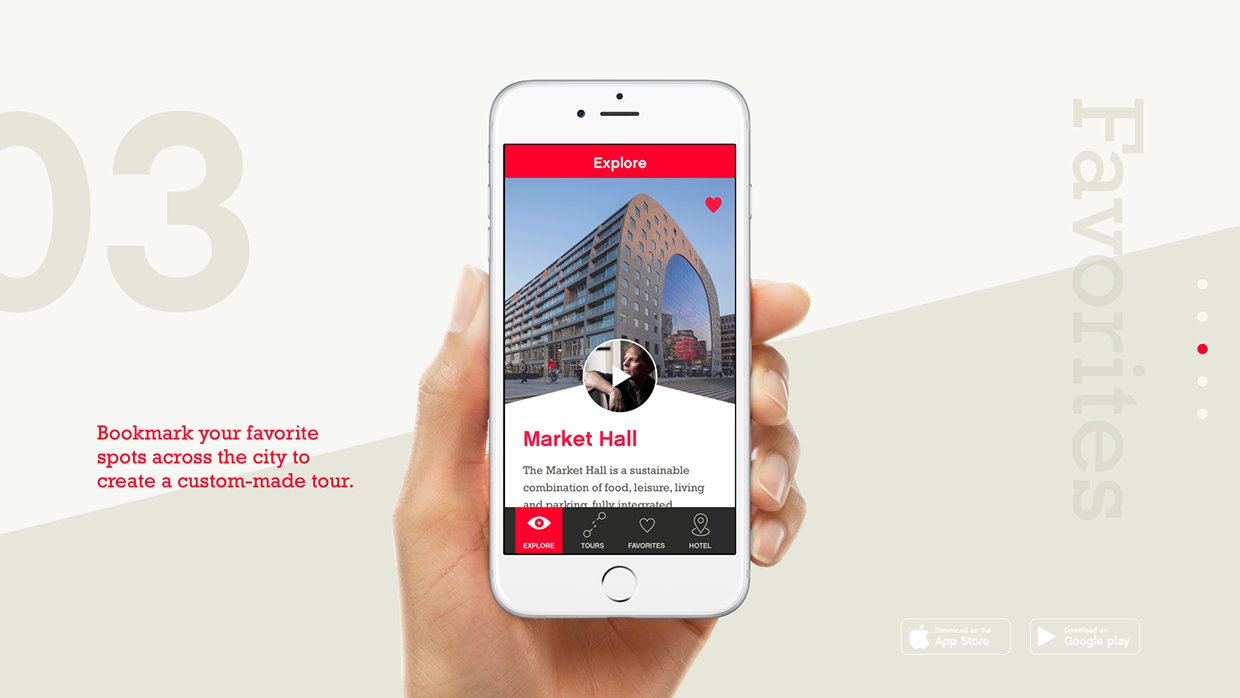 03
Favorites
Explore
Market Hall
The Market Hall is a sustainable
combination of food, leisure, living
and parking, fully integrated
EXPLORE
TOURS
FAVORITES
HOTEL
Bookmark your favorite
spots across the city to
create a custom-made tour.
Download on the
App Store
Download on
Google play